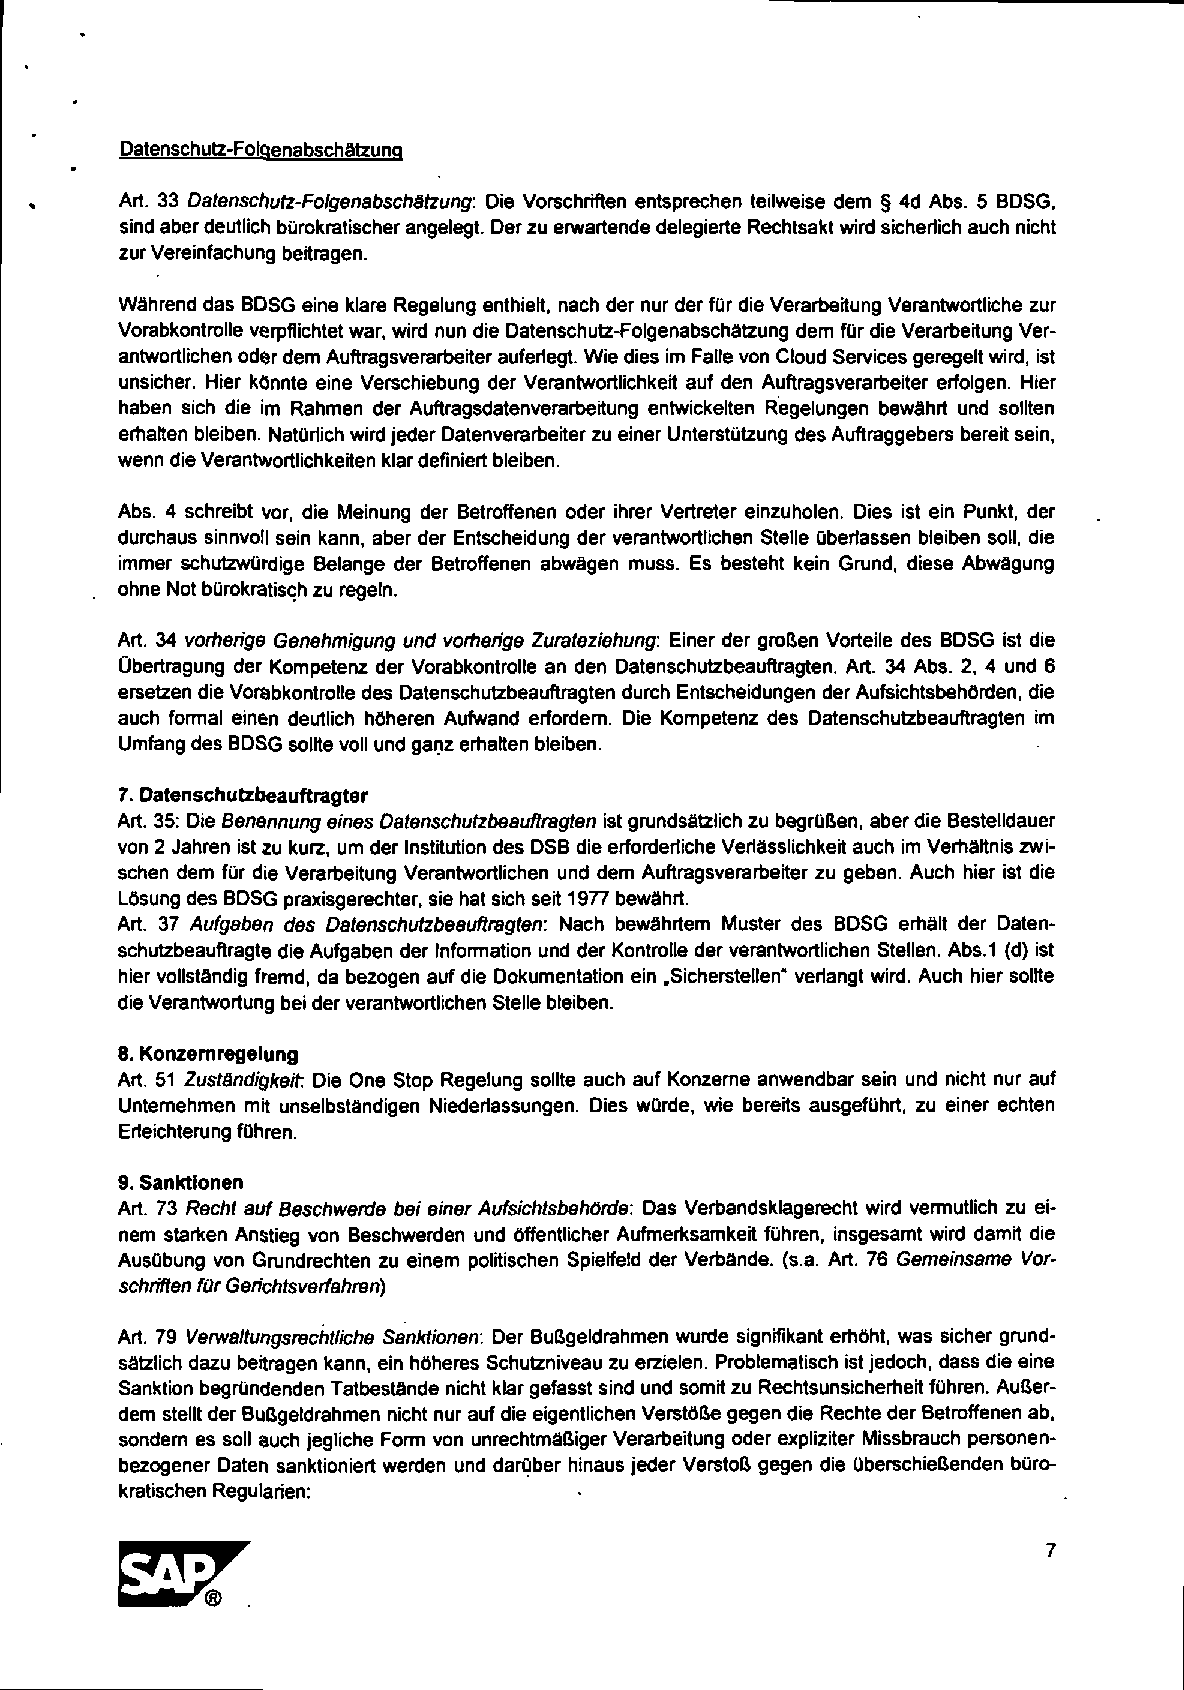 Datenschutz-Folgenabschätzung
Art. 33 Datenschutz-Folgenabschätzung: Die Vorschriften entsprechen teilweise dem § 4d Abs. 5 BDSG,
sind aber deutlich bürokratischer angelegt. Der zu erwartende delegierte Rechtsakt wird sicherlich auch nicht
zur Vereinfachung beitragen.
Während das BDSG eine klare Regelung enthielt, nach der nur der für die Verarbeitung Verantwortliche zur
Vorabkontrolle verpflichtet war, wird nun die Datenschutz-Folgenabschätzung dem für die Verarbeitung Ver-
antwortlichen oder dem Auftragsverarbeiter auferlegt. Wie dies im Falle von Cloud Services geregelt wird, ist
unsicher. Hier könnte eine Verschiebung der Verantwortlichkeit auf den Auftragsverarbeiter erfolgen. Hier
haben sich die im Rahmen der Auftragsdatenverarbeitung entwickelten Regelungen bewährt und sollten
erhalten bleiben. Natürlich wird jeder Datenverarbeiter zu einer Unterstützung des Auftraggebers bereit sein,
wenn die Verantwortlichkeiten klar definiert bleiben.
Abs. 4 schreibt vor, die Meinung der Betroffenen oder ihrer Vertreter einzuholen. Dies ist ein Punkt, der
durchaus sinnvoll sein kann, aber der Entscheidung der verantwortlichen Stelle überlassen bleiben soll, die
immer schutzwürdige Belange der Betroffenen abwägen muss. Es besteht kein Grund, diese Abwägung
ohne Not bürokratisch zu regeln.
Art. 34 vorherige Genehmigung und vorherige Zurateziehung: Einer der großen Vorteile des BDSG ist die
Übertragung der Kompetenz der Vorabkontrolle an den Datenschutzbeauftragten. Art. 34 Abs. 2, 4 und 6
ersetzen die Vorabkontrolle des Datenschutzbeauftragten durch Entscheidungen der Aufsichtsbehörden, die
auch formal einen deutlich höheren Aufwand erfordern. Die Kompetenz des Datenschutzbeauftragten im
Umfang des BDSG sollte voll und ganz erhalten bleiben.
7. Datenschutzbeauftragter
Art. 35: Die Benennung eines Datenschutzbeauftragten ist grundsätzlich zu begrüßen, aber die Bestelldauer
von 2 Jahren ist zu kurz, um der Institution des DSB die erforderliche Verlässlichkeit auch im Verhältnis zwi-
schen dem für die Verarbeitung Verantwortlichen und dem Auftragsverarbeiter zu geben. Auch hier ist die
Lösung des BDSG praxisgerechter, sie hat sich seit 1977 bewährt.
Art. 37 Aufgaben des Datenschutzbeauftragten: Nach bewährtem Muster des BDSG erhält der Daten-
schutzbeauftragte die Aufgaben der Information und der Kontrolle der verantwortlichen Stellen. Abs.1 (d) ist
hier vollständig fremd, da bezogen auf die Dokumentation ein „Sicherstellen“ verlangt wird. Auch hier sollte
die Verantwortung bei der verantwortlichen Stelle bleiben.
8. Konzernregelung
Art. 51 Zuständigkeit: Die One Stop Regelung sollte auch auf Konzerne anwendbar sein und nicht nur auf
Unternehmen mit unselbständigen Niederlassungen. Dies würde, wie bereits ausgeführt, zu einer echten
Erleichterung führen.
9. Sanktionen
Art. 73 Recht auf Beschwerde bei einer Aufsichtsbehörde: Das Verbandsklagerecht wird vermutlich zu ei-
nem starken Anstieg von Beschwerden und öffentlicher Aufmerksamkeit führen, insgesamt wird damit die
Ausübung von Grundrechten zu einem politischen Spielfeld der Verbände. (s.a. Art. 76 Gemeinsame Vor-
schriften für Gerichtsverfahren)
Art. 79 Verwaltungsrechtliche Sanktionen: Der Bußgeldrahmen wurde signifikant erhöht, was sicher grund-
sätzlich dazu beitragen kann, ein höheres Schutzniveau zu erzielen. Problematisch ist jedoch, dass die eine
Sanktion begründenden Tatbestände nicht klar gefasst sind und somit zu Rechtsunsicherheit führen. Außer-
dem stellt der Bußgeldrahmen nicht nur auf die eigentlichen Verstöße gegen die Rechte der Betroffenen ab,
sondern es soll auch jegliche Form von unrechtmäßiger Verarbeitung oder expliziter Missbrauch personen-
bezogener Daten sanktioniert werden und darüber hinaus jeder Verstoß gegen die überschießenden büro-
kratischen Regularien:
7
SAP®